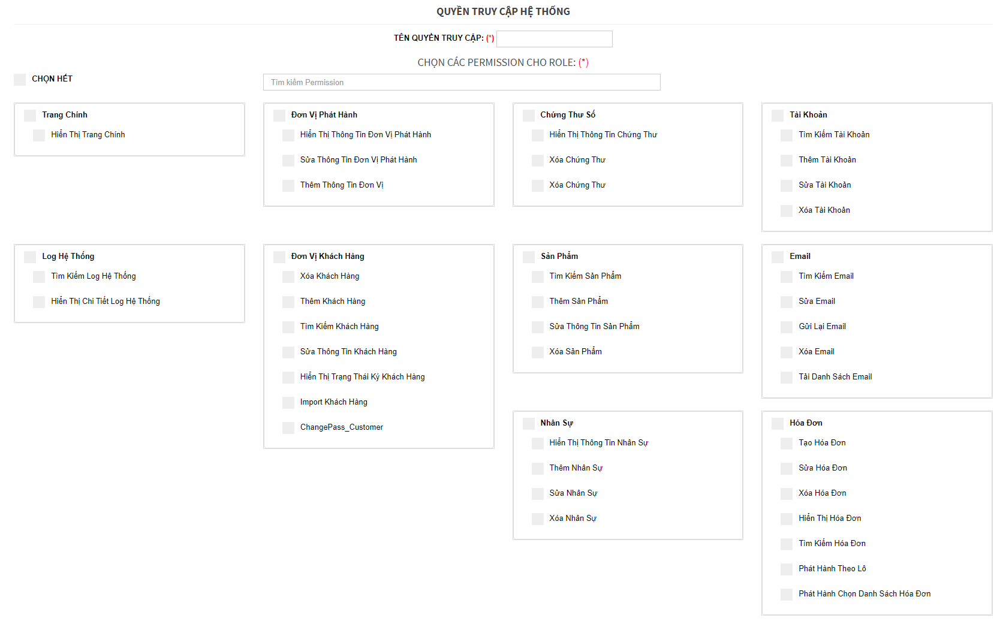 QUYỀN TRUY CẬP HỆ THỐNG
TÊN QUYỀN TRUY CẬP: (*)
CHỌN CÁC PERMISSION CHO ROLE: (*)
CHỌN HẾT
Tìm kiếm Permission
Trang Chính
Hiển Thị Trang Chính
Đơn Vị Phát Hành
Hiển Thị Thông Tin Đơn Vị Phát Hành
Sửa Thông Tin Đơn Vị Phát Hành
Thêm Thông Tin Đơn Vị
Chứng Thư Số
Hiển Thị Thông Tin Chứng Thư
Xóa Chứng Thư
Xóa Chứng Thư
Tài Khoản
Tìm Kiếm Tài Khoản
Thêm Tài Khoản
Sửa Tài Khoản
Xóa Tài Khoản
Log Hệ Thống
Tìm Kiếm Log Hệ Thống
Hiển Thị Chi Tiết Log Hệ Thống
Đơn Vị Khách Hàng
Xóa Khách Hàng
Thêm Khách Hàng
Tìm Kiếm Khách Hàng
Sửa Thông Tin Khách Hàng
Hiển Thị Trạng Thái Ký Khách Hàng
Import Khách Hàng
ChangePass_Customer
Sản Phẩm
Tìm Kiếm Sản Phẩm
Thêm Sản Phẩm
Sửa Thông Tin Sản Phẩm
Xóa Sản Phẩm
Email
Tìm Kiếm Email
Sửa Email
Gửi Lại Email
Xóa Email
Tải Danh Sách Email
Nhân Sự
Hiển Thị Thông Tin Nhân Sự
Thêm Nhân Sự
Sửa Nhân Sự
Xóa Nhân Sự
Hóa Đơn
Tạo Hóa Đơn
Sửa Hóa Đơn
Xóa Hóa Đơn
Hiển Thị Hóa Đơn
Tìm Kiếm Hóa Đơn
Phát Hành Theo Lô
Phát Hành Chọn Danh Sách Hóa Đơn